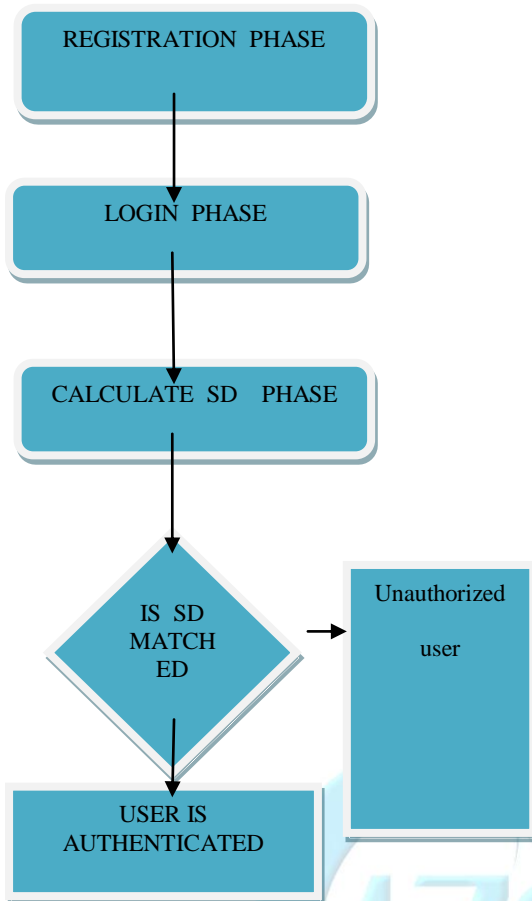 REGISTRATION PHASE
LOGIN PHASE
CALCULATE SD PHASE
IS SD
MATCH
ED
Unauthorized
user
USER IS
AUTHENTICATED